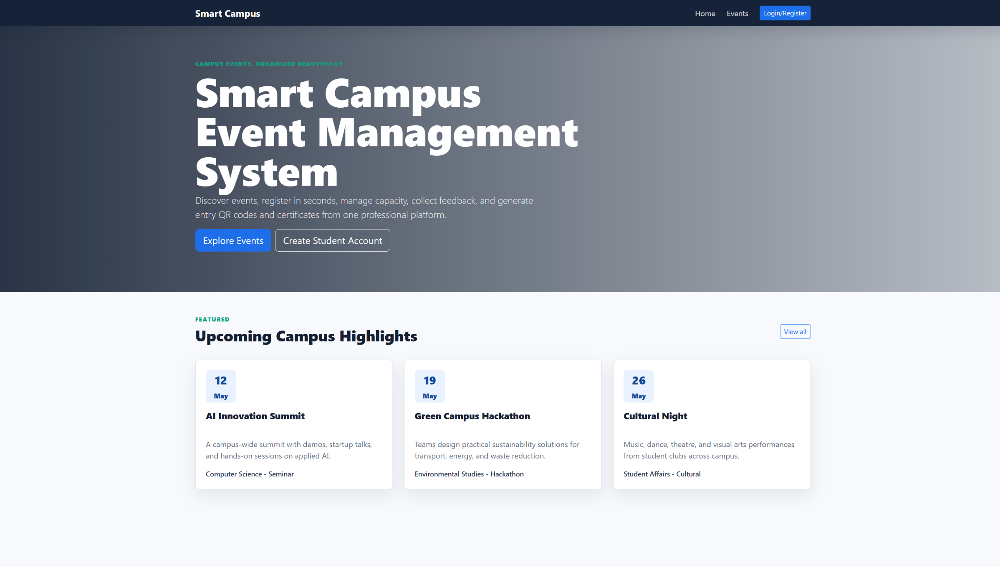 Smart Campus
Home
Events
Login/Register
CAMPUS EVENTS, ORGANIZED BEAUTIFULLY
Smart Campus
Event Management
System
Discover events, register in seconds, manage capacity, collect feedback, and generate
entry QR codes and certificates from one professional platform.
Explore Events
Create Student Account
FEATURED
Upcoming Campus Highlights
View all
12
May
AI Innovation Summit
A campus-wide summit with demos, startup talks,
and hands-on sessions on applied AI.
Computer Science - Seminar
19
May
Green Campus Hackathon
Teams design practical sustainability solutions for
transport, energy, and waste reduction.
Environmental Studies - Hackathon
26
May
Cultural Night
Music, dance, theatre, and visual arts performances
from student clubs across campus.
Student Affairs - Cultural